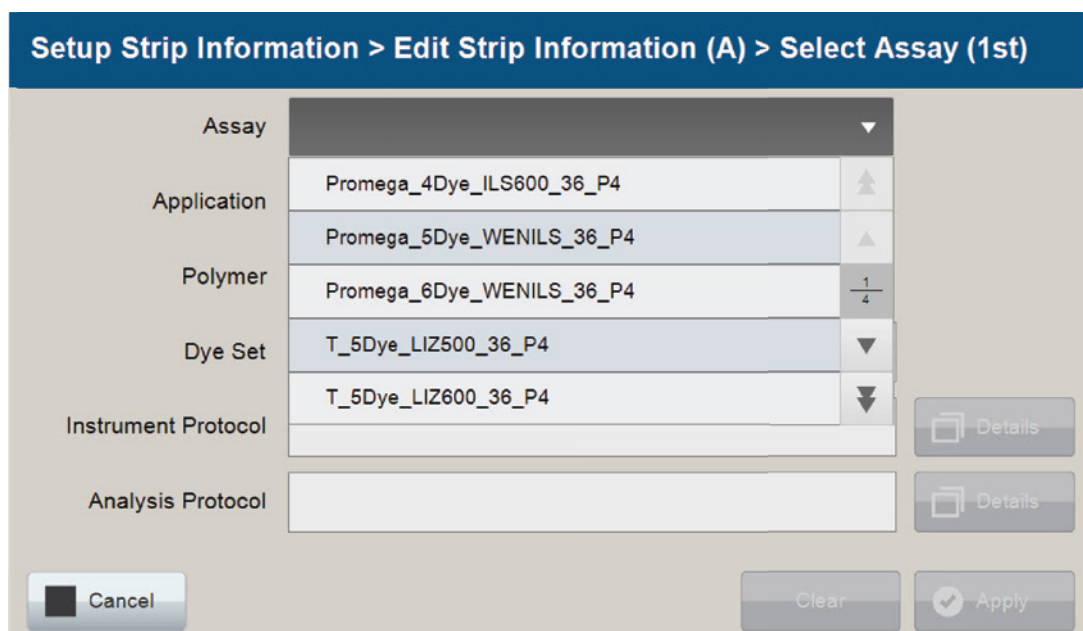 Setup Strip Information > Edit Strip Information (A) > Select Assay (1st)
Assay
Promega_4Dye_ILS600_36_P4
Application
Promega_5Dye_WENILS_36_P4
Polymer
Promega_6Dye_WENILS_36_P4
1
4
Dye Set
T_5Dye_LIZ500_36_P4
T_5Dye_LIZ600_36_P4
Instrument Protocol
Details
Analysis Protocol
Details
Cancel
Clear
Apply